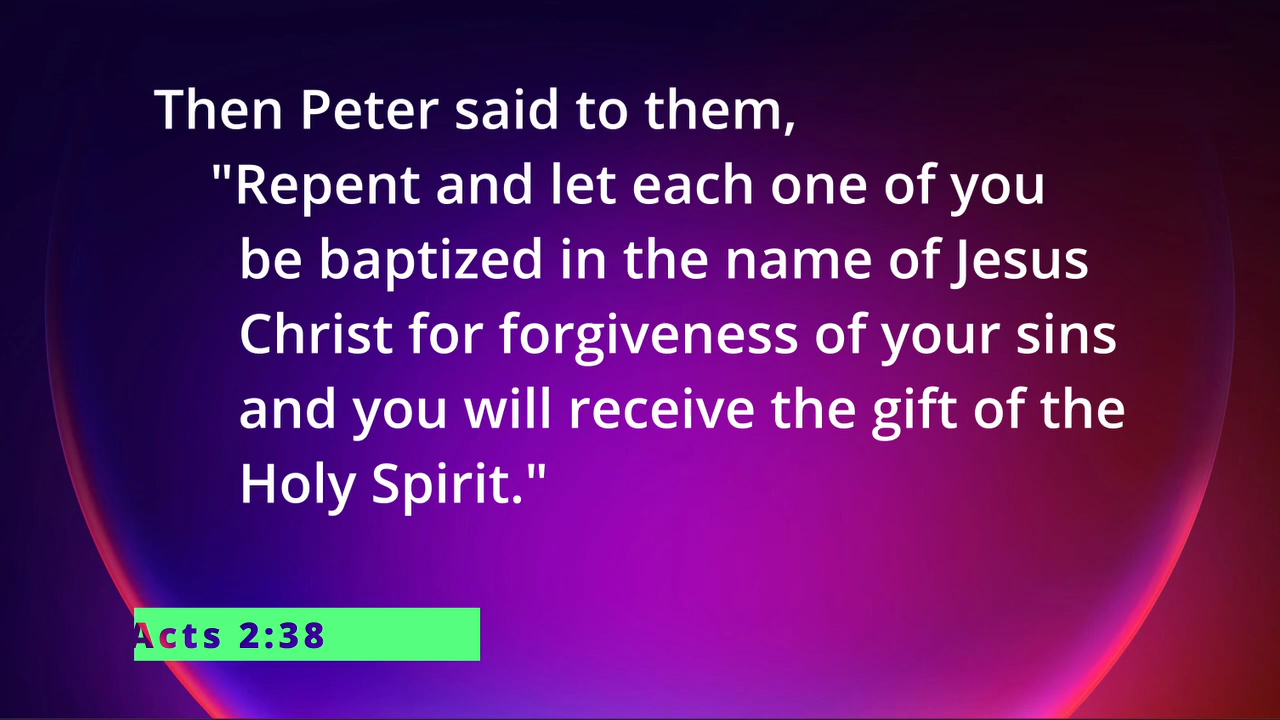 Then Peter said to them,
"Repent and let each one of you
be baptized in the name of Jesus
Christ for forgiveness of your sins
and you will receive the gift of the
Holy Spirit."
Acts 2:38